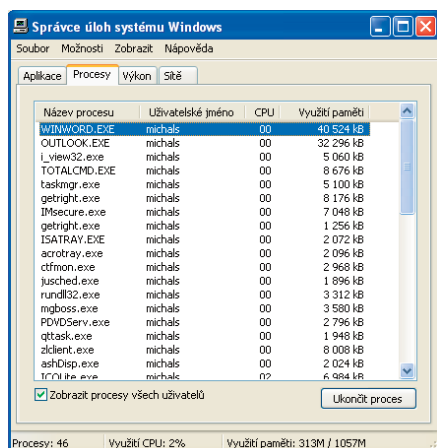 Správce úloh systému Windows
Soubor Možnosti Zobrazit Nápověda
Aplikace Procesy Výkon Sítě
Název procesu Uživatelské jméno CPU Využití paměti
WINWORD.EXE michals 00 40 524 kB
OUTLOOK.EXE michals 00 32 296 kB
i_view32.exe michals 00 5 060 kB
TOTALCMD.EXE michals 00 8 676 kB
taskmgr.exe michals 00 5 100 kB
getright.exe michals 00 8 176 kB
IMsecure.exe michals 00 7 048 kB
getright.exe michals 00 1 256 kB
ISATRAY.EXE michals 00 2 072 kB
acrotray.exe michals 00 2 096 kB
ctfmon.exe michals 00 2 968 kB
jusched.exe michals 00 1 896 kB
rundll32.exe michals 00 3 312 kB
mgboss.exe michals 00 3 580 kB
PDVDServ.exe michals 00 2 796 kB
qttask.exe michals 00 1 948 kB
zlclient.exe michals 00 8 008 kB
ashDisp.exe michals 00 2 024 kB
ICQLite.exe michals 02 6 984 kB
Zobrazit procesy všech uživatelů Ukončit proces
Procesy: 46 Využití CPU: 2% Využití paměti: 313M / 1057M